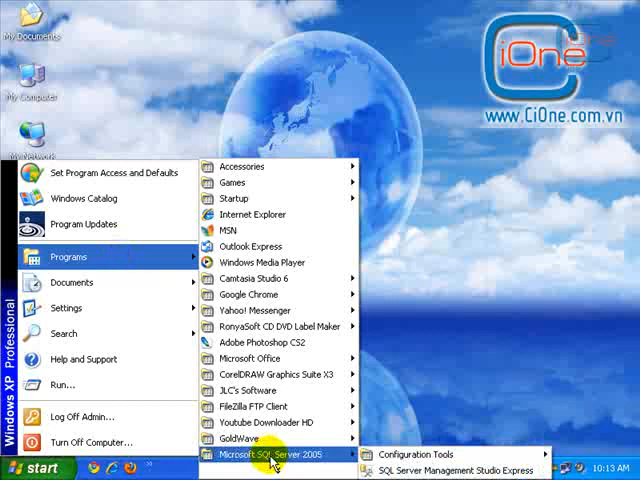 My Documents
My Computer
My Network
CiOne
www.CiOne.com.vn
Set Program Access and Defaults
Windows Catalog
Program Updates
Programs
Documents
Settings
Search
Help and Support
Run...
Log Off Admin...
Turn Off Computer...
Windows XP Professional
Accessories
Games
Startup
Internet Explorer
MSN
Outlook Express
Windows Media Player
Camtasia Studio 6
Google Chrome
Yahoo! Messenger
RonyaSoft CD DVD Label Maker
Adobe Photoshop CS2
Microsoft Office
CorelDRAW Graphics Suite X3
JLC's Software
FileZilla FTP Client
Youtube Downloader HD
GoldWave
Microsoft SQL Server 2005
Configuration Tools
SQL Server Management Studio Express
start
10:13 AM